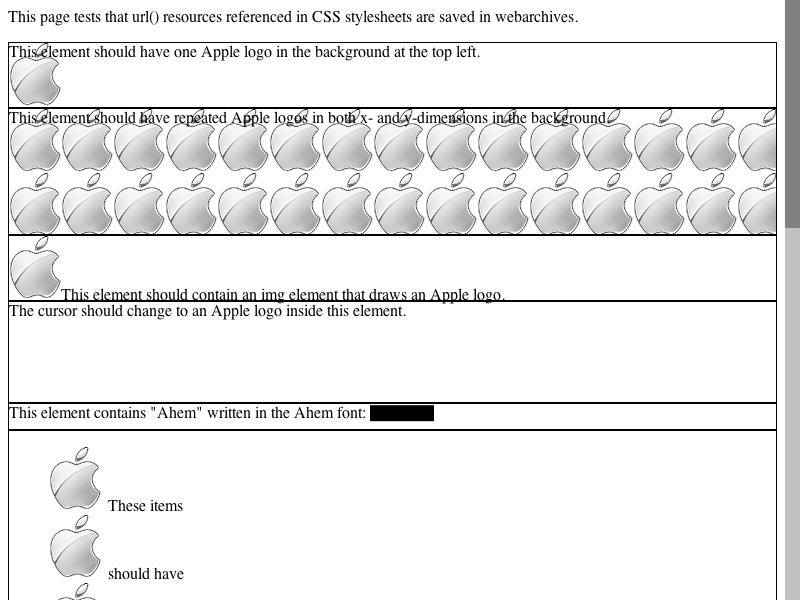 This page tests that url() resources referenced in CSS stylesheets are saved in webarchives.
This element should have one Apple logo in the background at the top left.
This element should have repeated Apple logos in both x- and y-dimensions in the background.
This element should contain an img element that draws an Apple logo.
The cursor should change to an Apple logo inside this element.
This element contains "Ahem" written in the Ahem font:
These items
should have